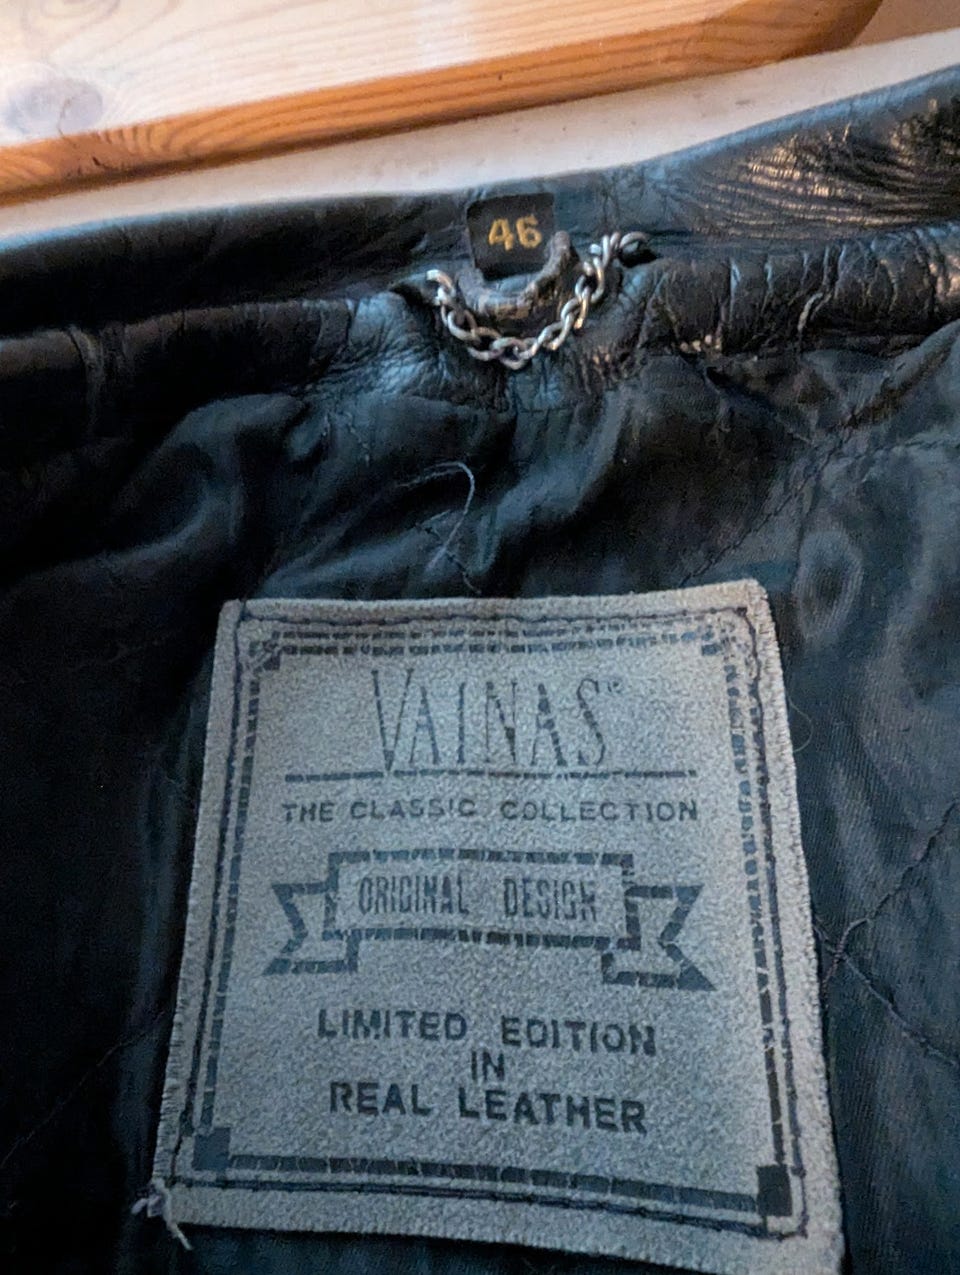 46
VAINAS®
THE CLASSIC COLLECTION
ORIGINAL DESIGN
LIMITED EDITION
IN
REAL LEATHER